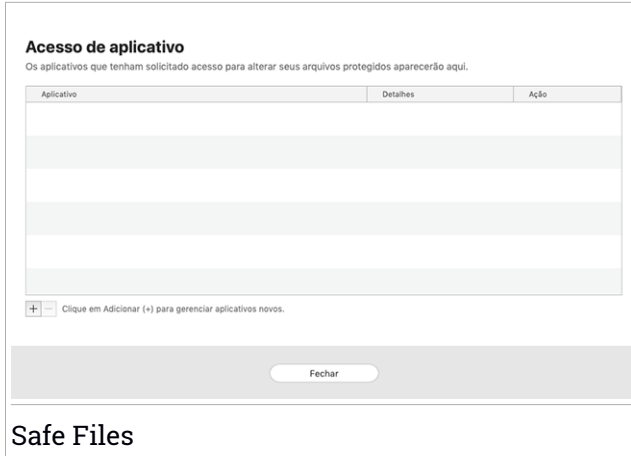 Acesso de aplicativo
Os aplicativos que tenham solicitado acesso para alterar seus arquivos protegidos aparecerão aqui.
Aplicativo Detalhes Ação
+ − Clique em Adicionar (+) para gerenciar aplicativos novos.
Fechar
Safe Files